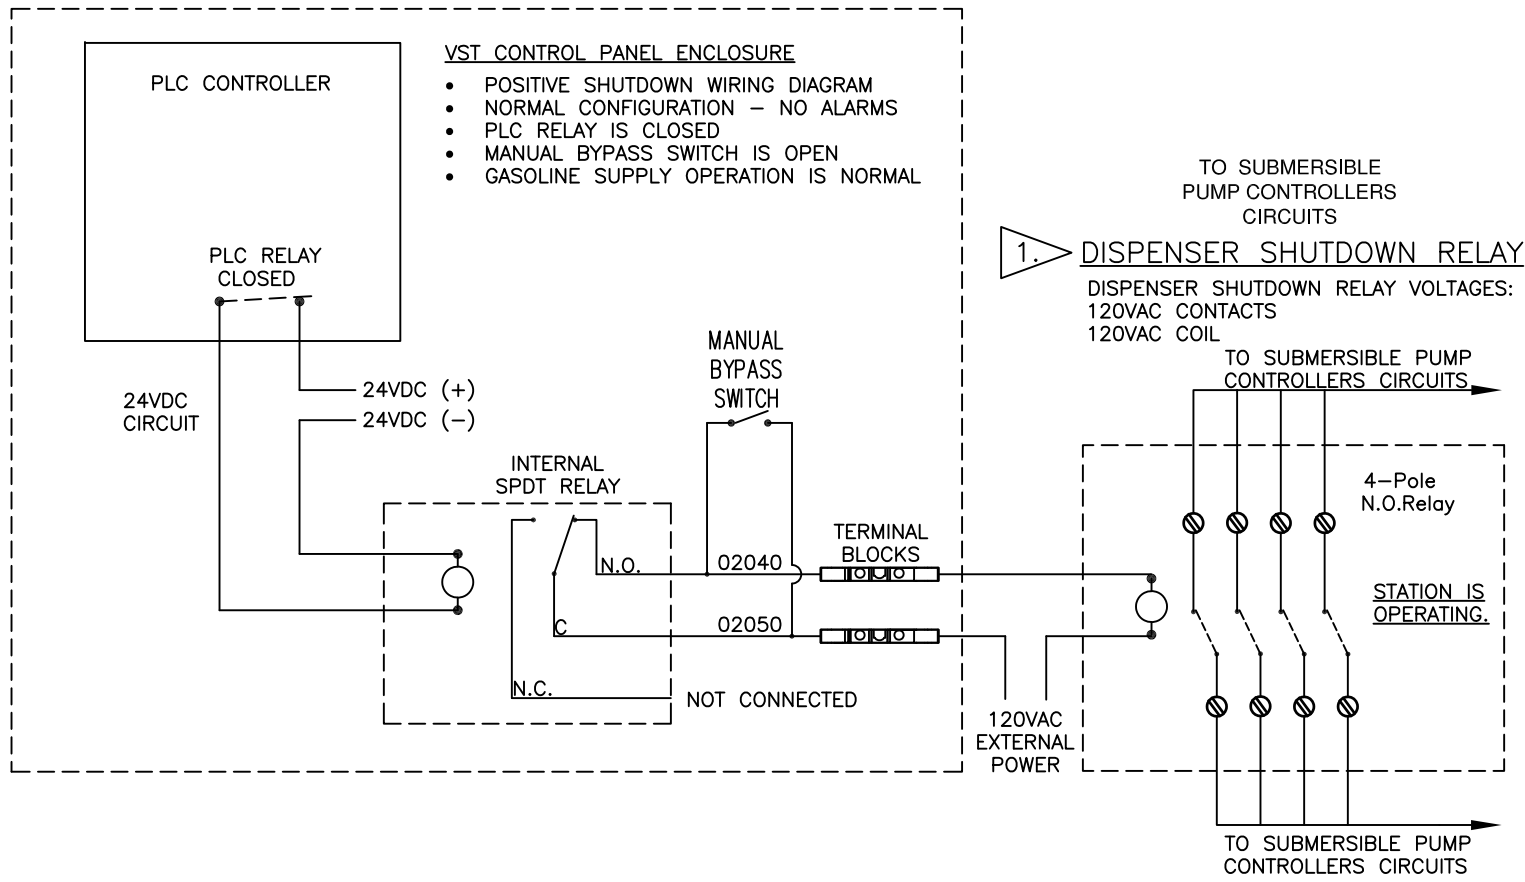 VST CONTROL PANEL ENCLOSURE
• POSITIVE SHUTDOWN WIRING DIAGRAM
• NORMAL CONFIGURATION – NO ALARMS
• PLC RELAY IS CLOSED
• MANUAL BYPASS SWITCH IS OPEN
• GASOLINE SUPPLY OPERATION IS NORMAL
PLC CONTROLLER
PLC RELAY
CLOSED
24VDC
CIRCUIT
24VDC (+)
24VDC (–)
MANUAL
BYPASS
SWITCH
INTERNAL
SPDT RELAY
N.O.
C
N.C.
02040
02050
NOT CONNECTED
TERMINAL
BLOCKS
120VAC
EXTERNAL
POWER
TO SUBMERSIBLE
PUMP CONTROLLERS
CIRCUITS
1.
DISPENSER SHUTDOWN RELAY
DISPENSER SHUTDOWN RELAY VOLTAGES:
120VAC CONTACTS
120VAC COIL
TO SUBMERSIBLE PUMP
CONTROLLERS CIRCUITS
4–Pole
N.O.Relay
STATION IS
OPERATING.
TO SUBMERSIBLE PUMP
CONTROLLERS CIRCUITS